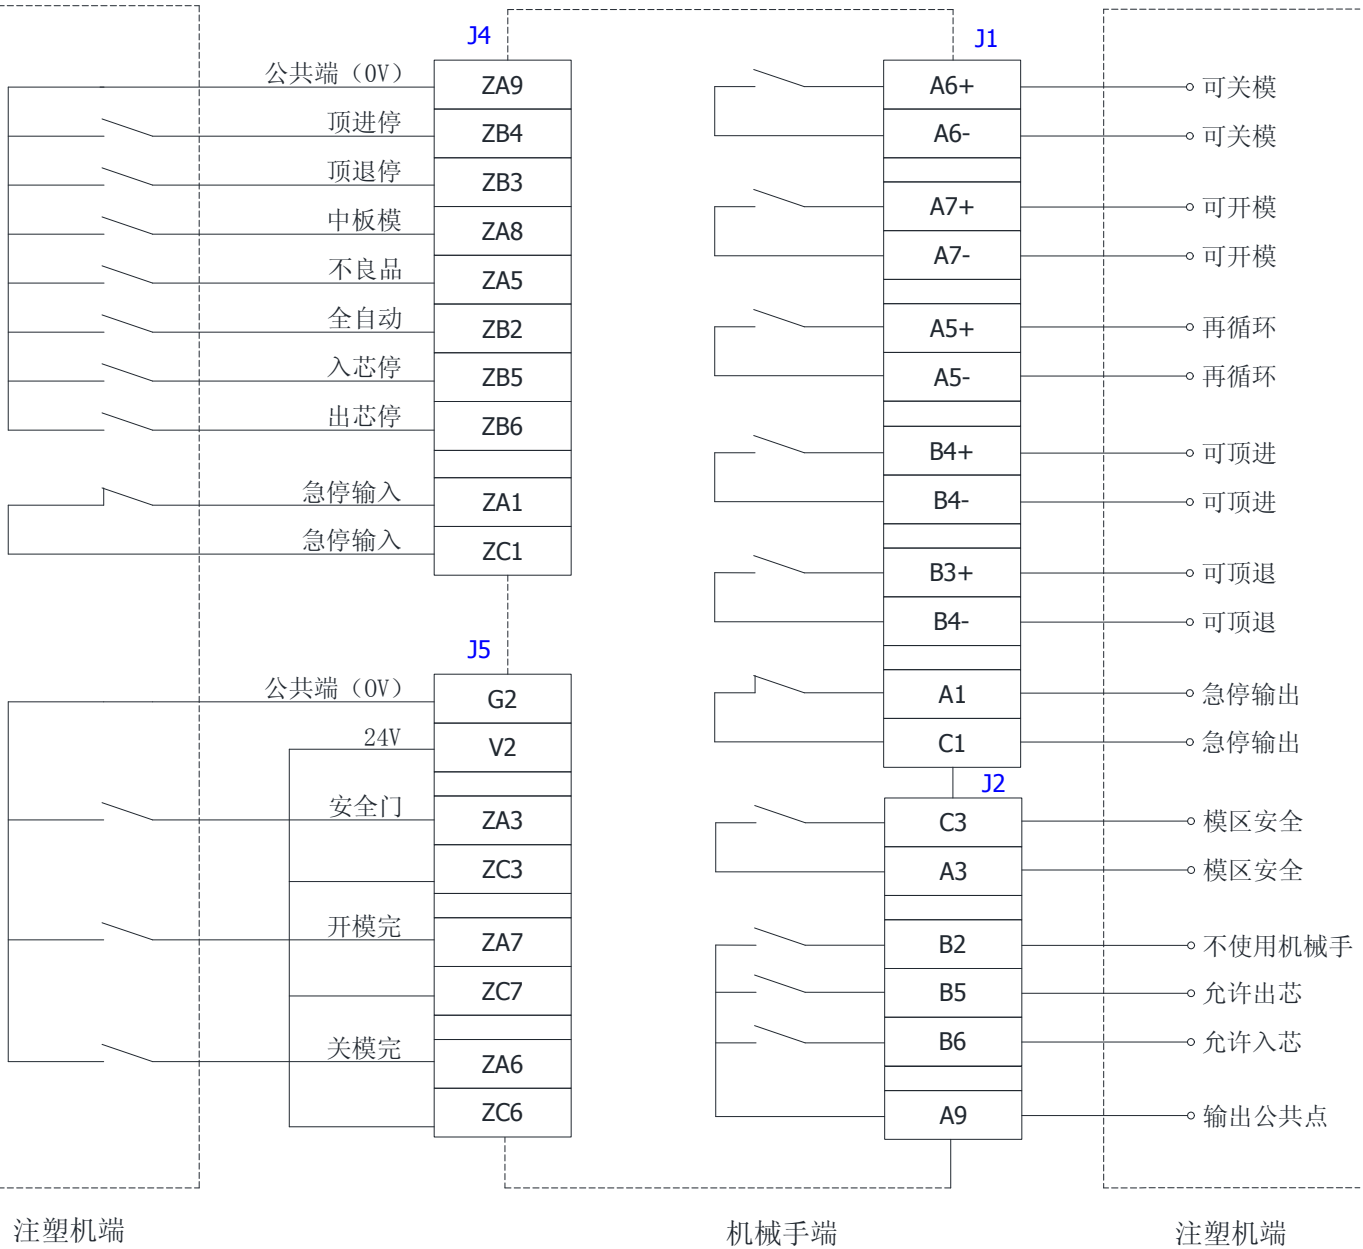 J4
公共端（0V） ZA9
顶进停 ZB4
顶退停 ZB3
中板模 ZA8
不良品 ZA5
全自动 ZB2
入芯停 ZB5
出芯停 ZB6
急停输入 ZA1
急停输入 ZC1
J5
公共端（0V） G2
24V V2
安全门 ZA3
ZC3
开模完 ZA7
ZC7
关模完 ZA6
ZC6
注塑机端
J1
A6+ 可关模
A6- 可关模
A7+ 可开模
A7- 可开模
A5+ 再循环
A5- 再循环
B4+ 可顶进
B4- 可顶进
B3+ 可顶退
B4- 可顶退
A1 急停输出
C1 急停输出
J2
C3 模区安全
A3 模区安全
B2 不使用机械手
B5 允许出芯
B6 允许入芯
A9 输出公共点
机械手端
注塑机端